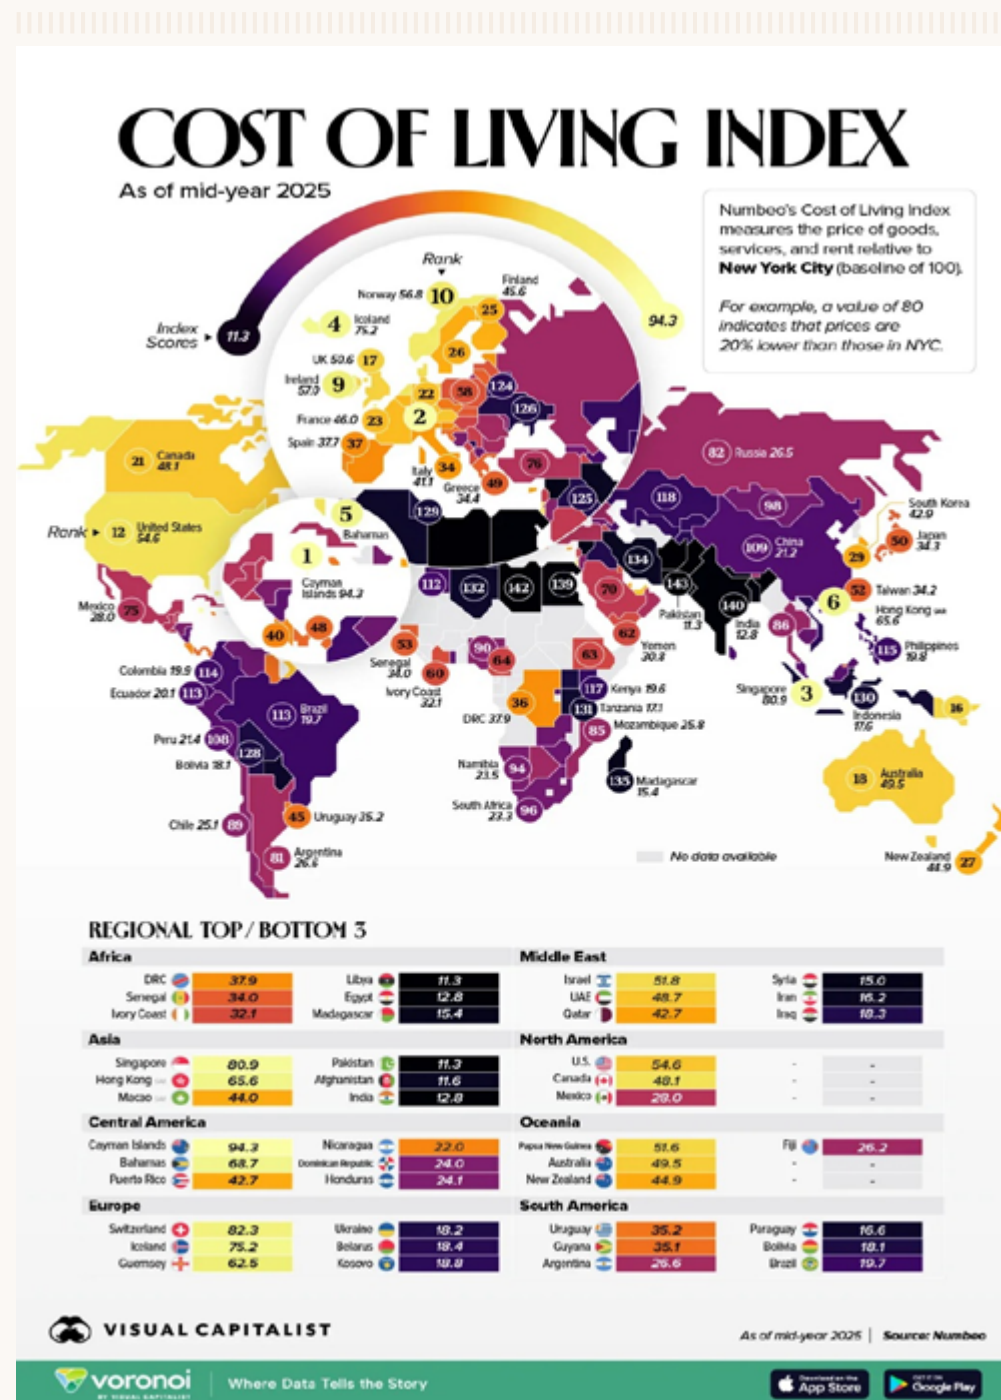 COST OF LIVING INDEX
As of mid-year 2025
Numbeo's Cost of Living Index
measures the price of goods,
services, and rent relative to
New York City (baseline of 100).
For example, a value of 80
indicates that prices are
20% lower than those in NYC.
Index
Scores
11.3
94.3
Rank
Norway 56.8
10
Finland
45.6
25
4
Iceland
75.2
26
UK 50.6
17
Ireland
57.0
9
22
58
124
126
2
France 46.0
23
Spain 37.7
37
Italy
41.1
34
Greece
34.4
49
76
125
129
21
Canada
48.1
Rank
12
United States
54.6
5
Bahamas
1
Cayman
Islands 94.3
40
48
Mexico
28.0
75
82
Russia 26.5
118
98
South Korea
42.9
29
50
Japan
34.3
109
China
21.2
52
Taiwan 34.2
6
Hong Kong
65.6
134
143
Pakistan
11.3
140
India
12.8
86
115
Philippines
19.8
112
132
142
139
70
62
Yemen
30.8
53
Senegal
34.0
60
Ivory Coast
32.1
90
64
63
36
DRC 37.9
117
Kenya 19.6
131
Tanzania 17.1
85
Mozambique 25.8
Singapore
80.9
3
130
Indonesia
17.6
16
Colombia 19.9
114
Ecuador 20.1
113
113
Brazil
19.7
Peru 21.4
108
Bolivia 18.1
128
Namibia
23.5
94
135
Madagascar
15.4
South Africa
23.3
96
18
Australia
49.5
Chile 25.1
89
45
Uruguay 35.2
81
Argentina
26.6
No data available
New Zealand
44.9
27
REGIONAL TOP / BOTTOM 3
Africa
DRC 37.9 Libya 11.3
Senegal 34.0 Egypt 12.8
Ivory Coast 32.1 Madagascar 15.4
Middle East
Israel 51.8 Syria 15.0
UAE 48.7 Iran 16.2
Qatar 42.7 Iraq 18.3
Asia
Singapore 80.9 Pakistan 11.3
Hong Kong 65.6 Afghanistan 11.6
Macao 44.0 India 12.8
North America
U.S. 54.6 - -
Canada 48.1 - -
Mexico 28.0 - -
Central America
Cayman Islands 94.3 Nicaragua 22.0
Bahamas 68.7 Dominican Republic 24.0
Puerto Rico 42.7 Honduras 24.1
Oceania
Papua New Guinea 51.6 Fiji 26.2
Australia 49.5 - -
New Zealand 44.9 - -
Europe
Switzerland 82.3 Ukraine 18.2
Iceland 75.2 Belarus 18.4
Guernsey 62.5 Kosovo 18.8
South America
Uruguay 35.2 Paraguay 16.6
Guyana 35.1 Bolivia 18.1
Argentina 26.6 Brazil 19.7
VISUAL CAPITALIST
As of mid-year 2025 | Source: Numbeo
voronoi
BY VISUAL CAPITALIST
Where Data Tells the Story
Download on the
App Store
GET IT ON
Google Play